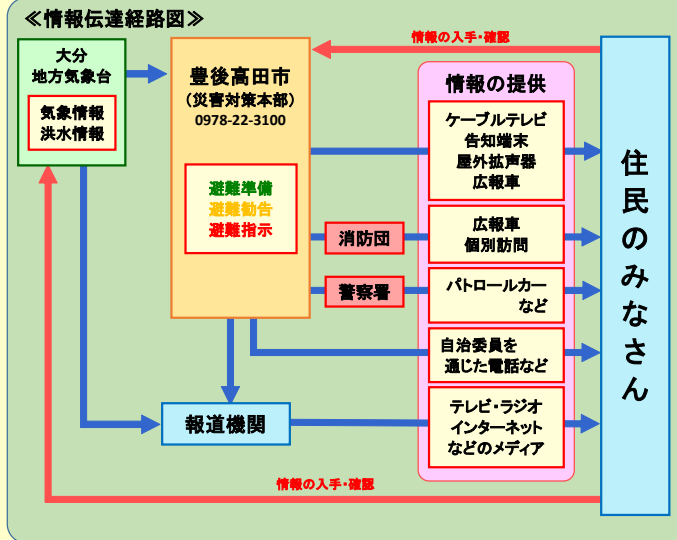 ≪情報伝達経路図≫
大分
地方気象台
気象情報
洪水情報
豊後高田市
（災害対策本部）
0978-22-3100
避難準備
避難勧告
避難指示
情報の入手・確認
情報の提供
ケーブルテレビ
告知端末
屋外拡声器
広報車
消防団
広報車
個別訪問
警察署
パトロールカー
など
自治委員を
通じた電話など
報道機関
テレビ・ラジオ
インターネット
などのメディア
住民のみなさん
情報の入手・確認